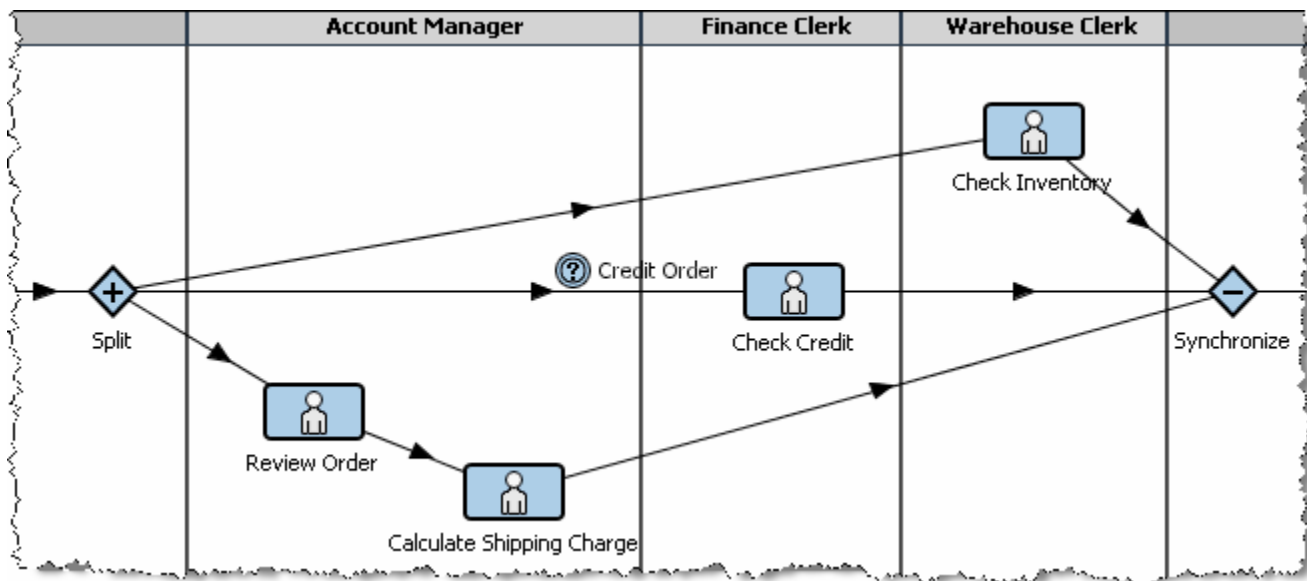 Account Manager
Finance Clerk
Warehouse Clerk
Check Inventory
? Credit Order
Split
Check Credit
Synchronize
Review Order
Calculate Shipping Charge